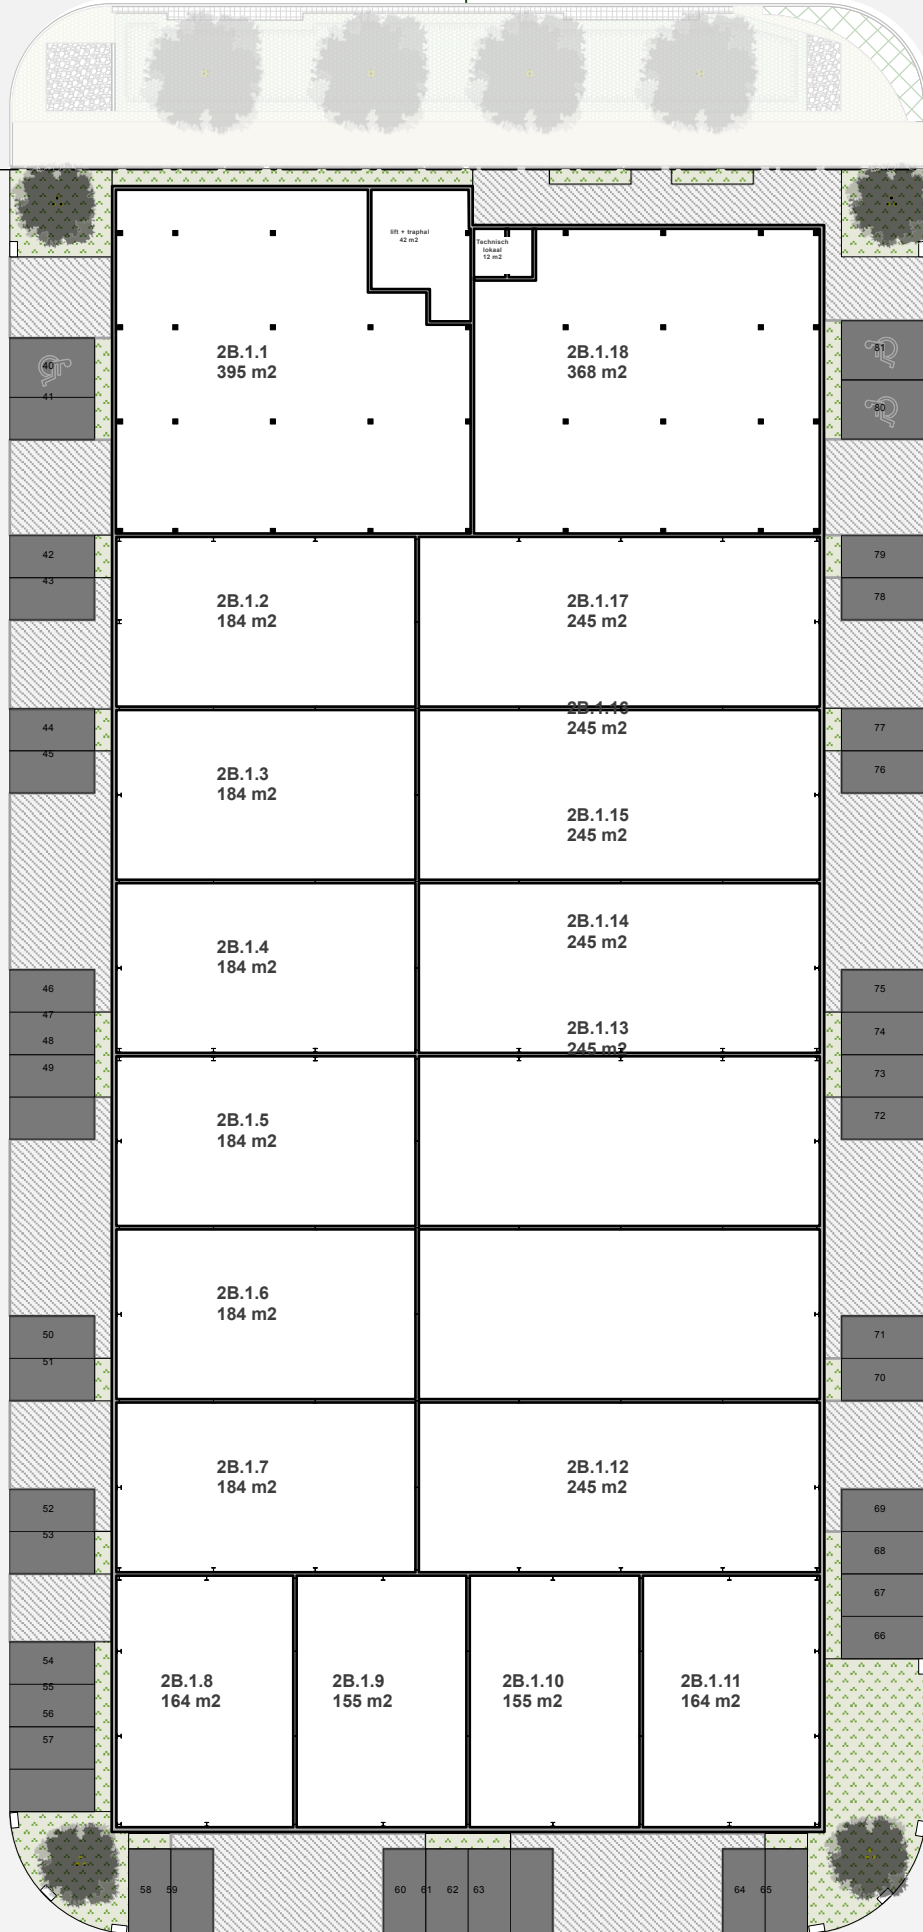 lift + traphal
42 m2
Technisch
lokaal
12 m2
2B.1.1
395 m2
2B.1.18
368 m2
40
41
81
80
42
43
79
78
2B.1.2
184 m2
2B.1.17
245 m2
2B.1.16
245 m2
44
45
77
76
2B.1.3
184 m2
2B.1.15
245 m2
2B.1.4
184 m2
2B.1.14
245 m2
46
47
48
49
75
74
73
72
2B.1.13
245 m2
2B.1.5
184 m2
2B.1.6
184 m2
50
51
71
70
2B.1.7
184 m2
2B.1.12
245 m2
52
53
69
68
67
66
54
55
56
57
2B.1.8
164 m2
2B.1.9
155 m2
2B.1.10
155 m2
2B.1.11
164 m2
58 59
60 61 62 63
64 65